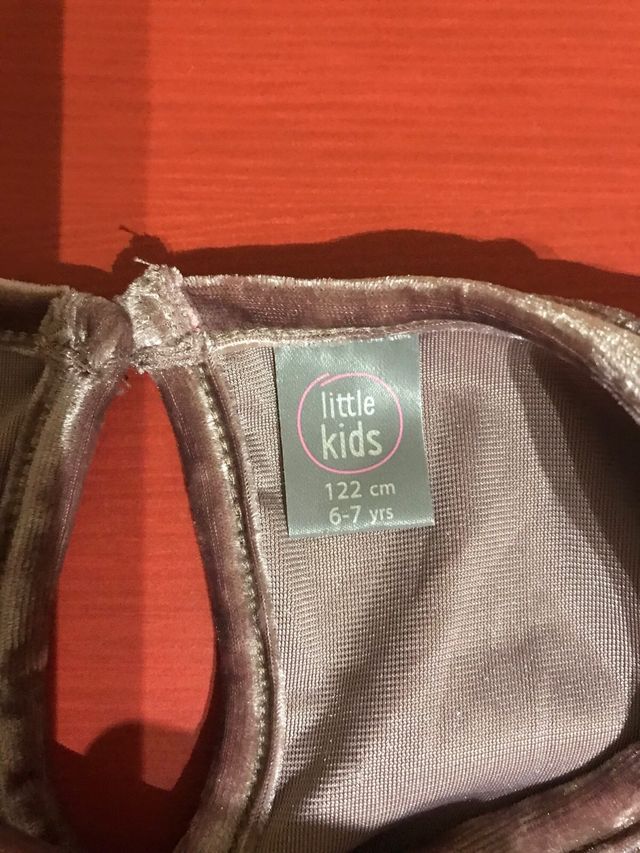 little
kids
122 cm
6-7 yrs